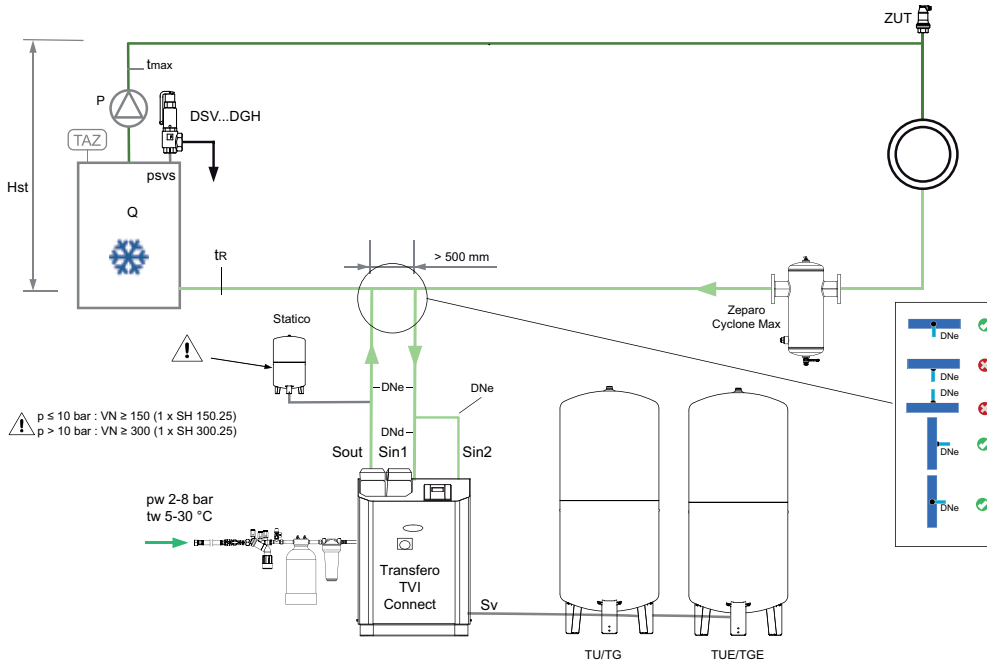 ZUT
tmax
P
DSV...DGH
TAZ
psvs
Hst
Q
tR
> 500 mm
Zeparo
Cyclone Max
Statico
DNe
DNe
DNe
DNe
DNe
DNe
DNe
DNd
p ≤ 10 bar : VN ≥ 150 (1 x SH 150.25)
p > 10 bar : VN ≥ 300 (1 x SH 300.25)
Sout
Sin1
Sin2
pw 2-8 bar
tw 5-30 °C
Transfero
TVI
Connect
Sv
TU/TG
TUE/TGE